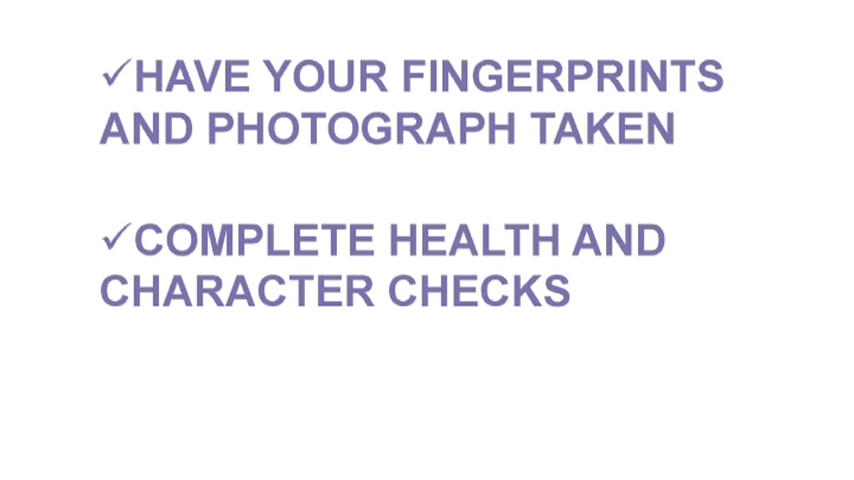 ✓HAVE YOUR FINGERPRINTS
AND PHOTOGRAPH TAKEN
✓COMPLETE HEALTH AND
CHARACTER CHECKS